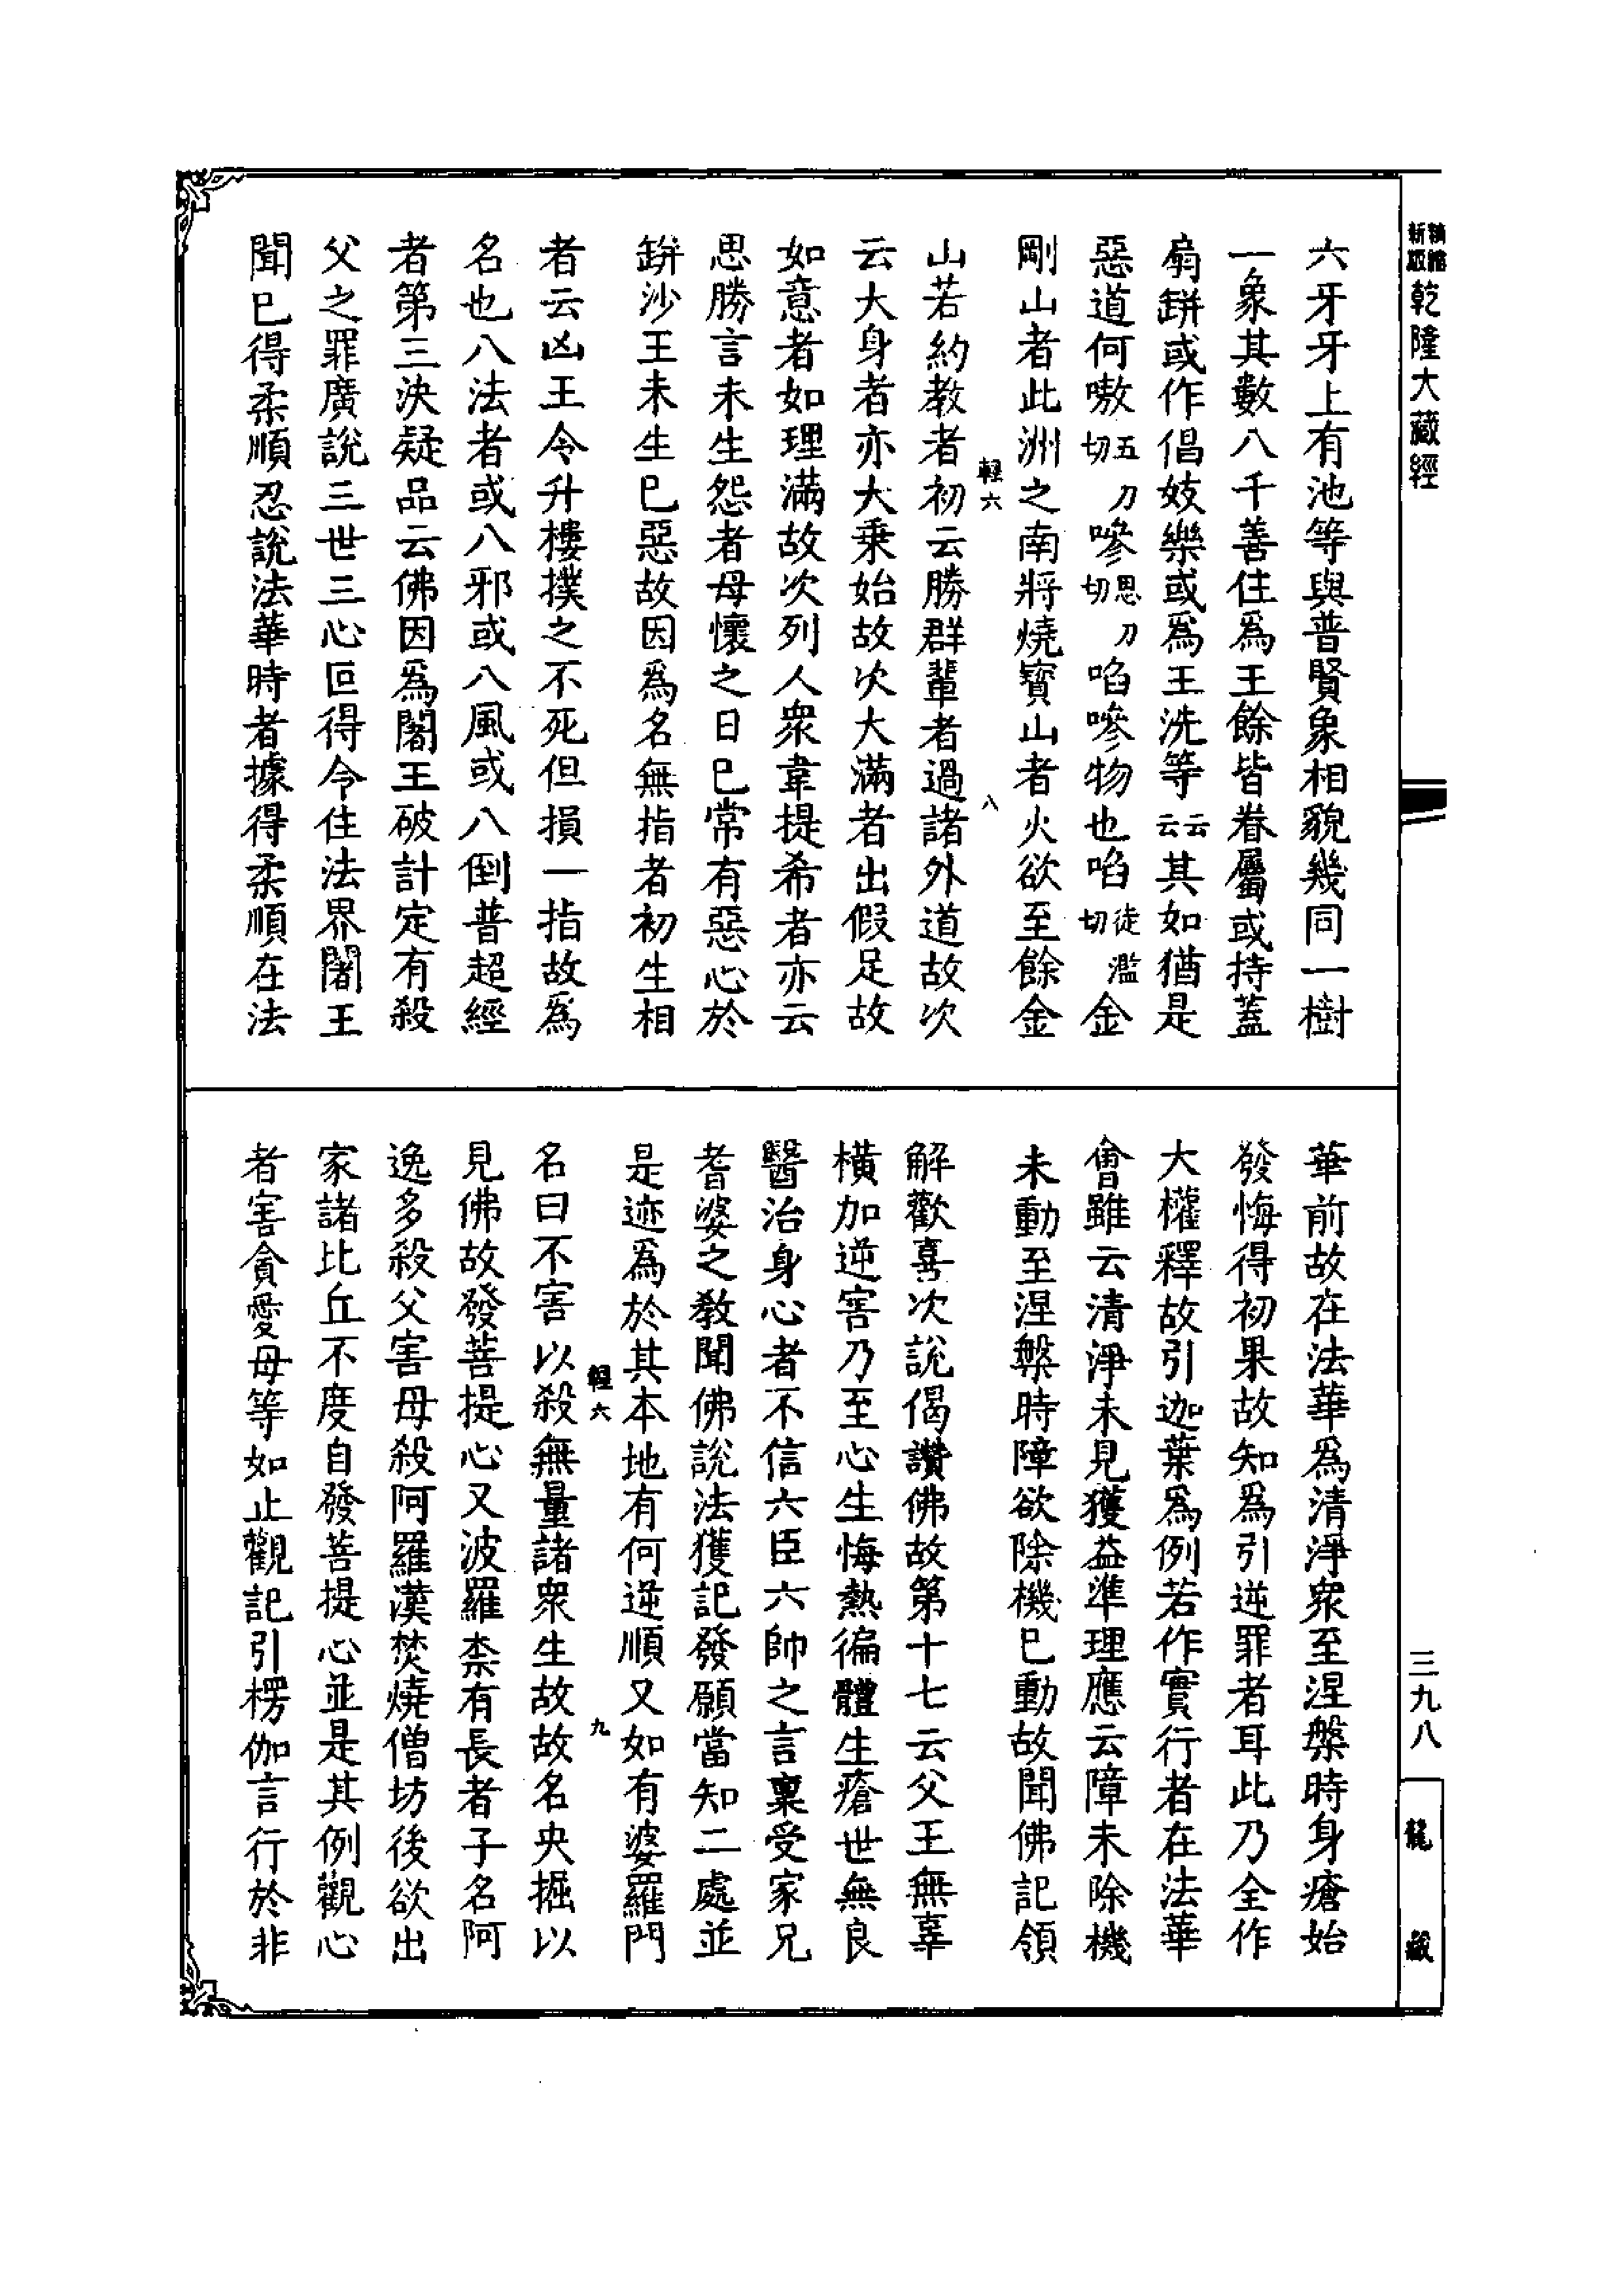 新版
精縮
乾隆大藏經
六牙牙上有池等與普賢象相貌幾同一樹
一象其數八千善住爲王餘皆眷屬或持蓋
扇缾或作倡妓樂或爲王洗等云云其如猶是
惡道何嗷五刀切嘇思刀切啗嘇物也啗徒濫切金
剛山者此洲之南將燒寶山者火欲至餘金
輕六
八
山若約教者初云勝群輩者過諸外道故次
云大身者亦大乘始故次大滿者出假足故
如意者如理滿故次列人衆韋提希者亦云
思勝言未生怨者母懷之日巳常有惡心於
缾沙王未生巳惡故因爲名無指者初生相
者云凶王令升樓撲之不死但損一指故爲
名也八法者或八邪或八風或八倒普超經
者第三決疑品云佛因爲闍王破計定有殺
父之罪廣說三世三心叵得令住法界闍王
聞巳得柔順忍說法華時者據得柔順在法
華前故在法華爲清淨衆至涅槃時身瘡始
發悔得初果故知爲引逆罪者耳此乃全作
大權釋故引迦葉爲例若作實行者在法華
會雖云清淨未見獲益準理應云障未除機
未動至涅槃時障欲除機巳動故聞佛記領
解歡喜次說偈讚佛故第十七云父王無辜
橫加逆害乃至心生悔熱徧體生瘡世無良
醫治身心者不信六臣六師之言稟受家兄
耆婆之教聞佛說法獲記發願當知二處並
是迹爲於其本地有何逆順又如有婆羅門
輕六
九
名曰不害以殺無量諸衆生故故名央掘以
見佛故發菩提心又波羅柰有長者子名阿
逸多殺父害母殺阿羅漢焚燒僧坊後欲出
家諸比丘不度自發菩提心並是其例觀心
者害貪愛母等如止觀記引楞伽言行於非
三九八
龍藏